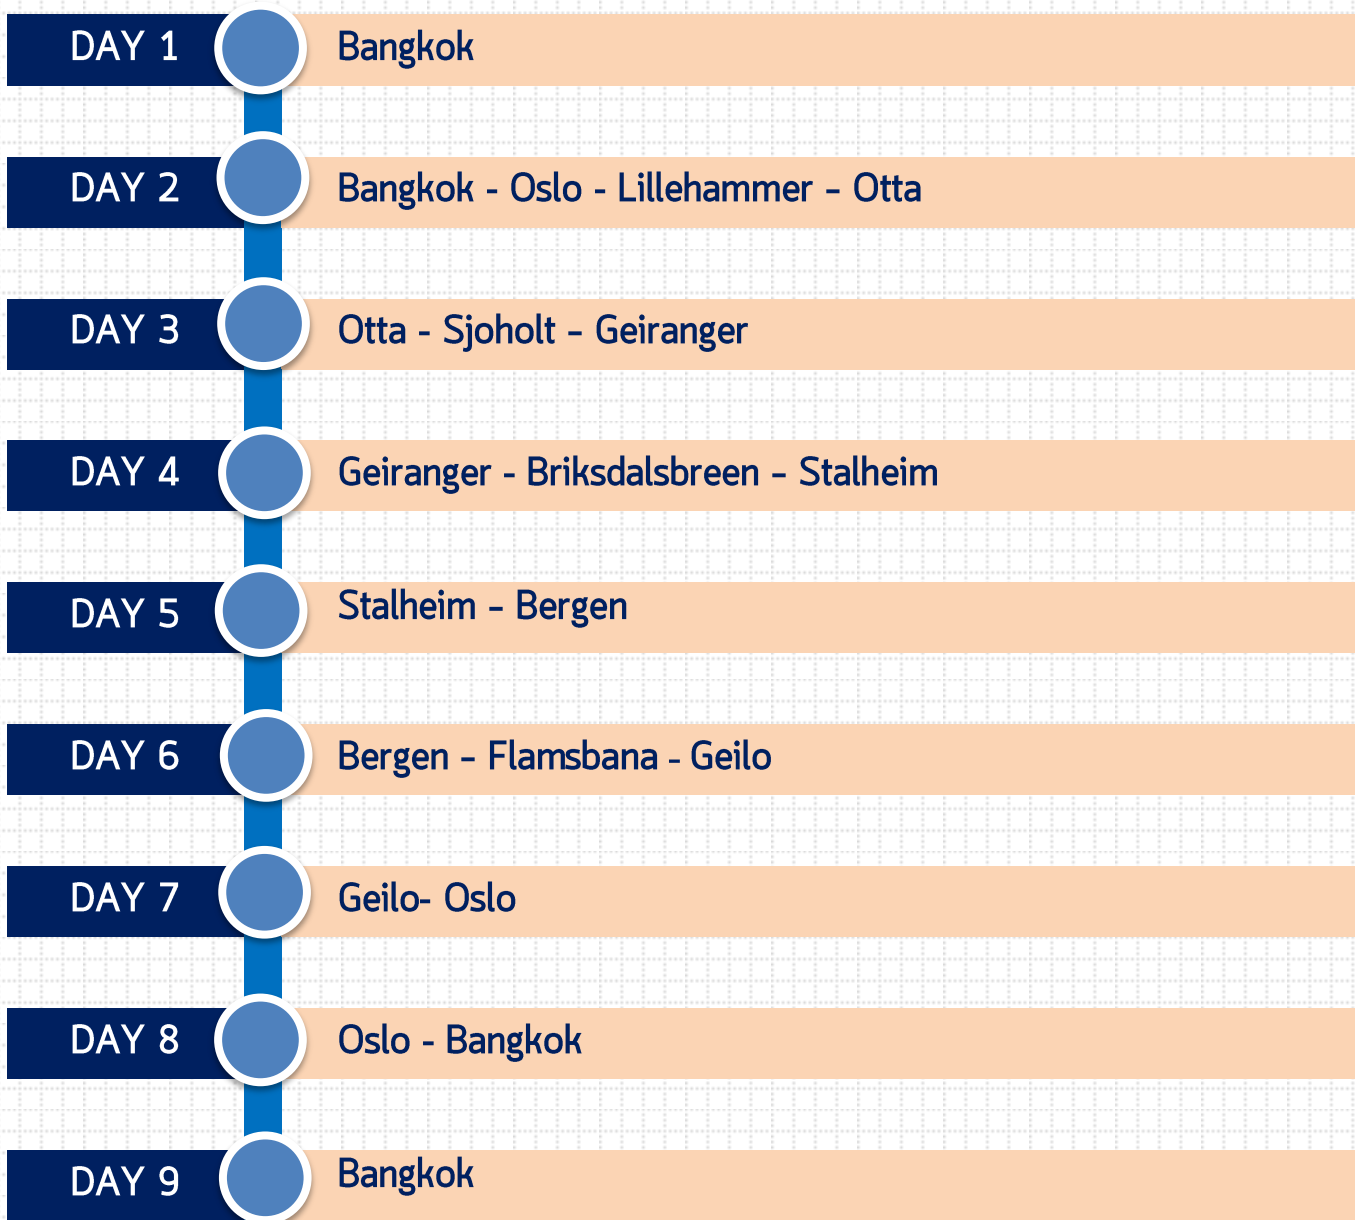 DAY 1 Bangkok
DAY 2 Bangkok - Oslo - Lillehammer – Otta
DAY 3 Otta - Sjoholt – Geiranger
DAY 4 Geiranger - Briksdalsbreen – Stalheim
DAY 5 Stalheim – Bergen
DAY 6 Bergen – Flamsbana - Geilo
DAY 7 Geilo- Oslo
DAY 8 Oslo - Bangkok
DAY 9 Bangkok